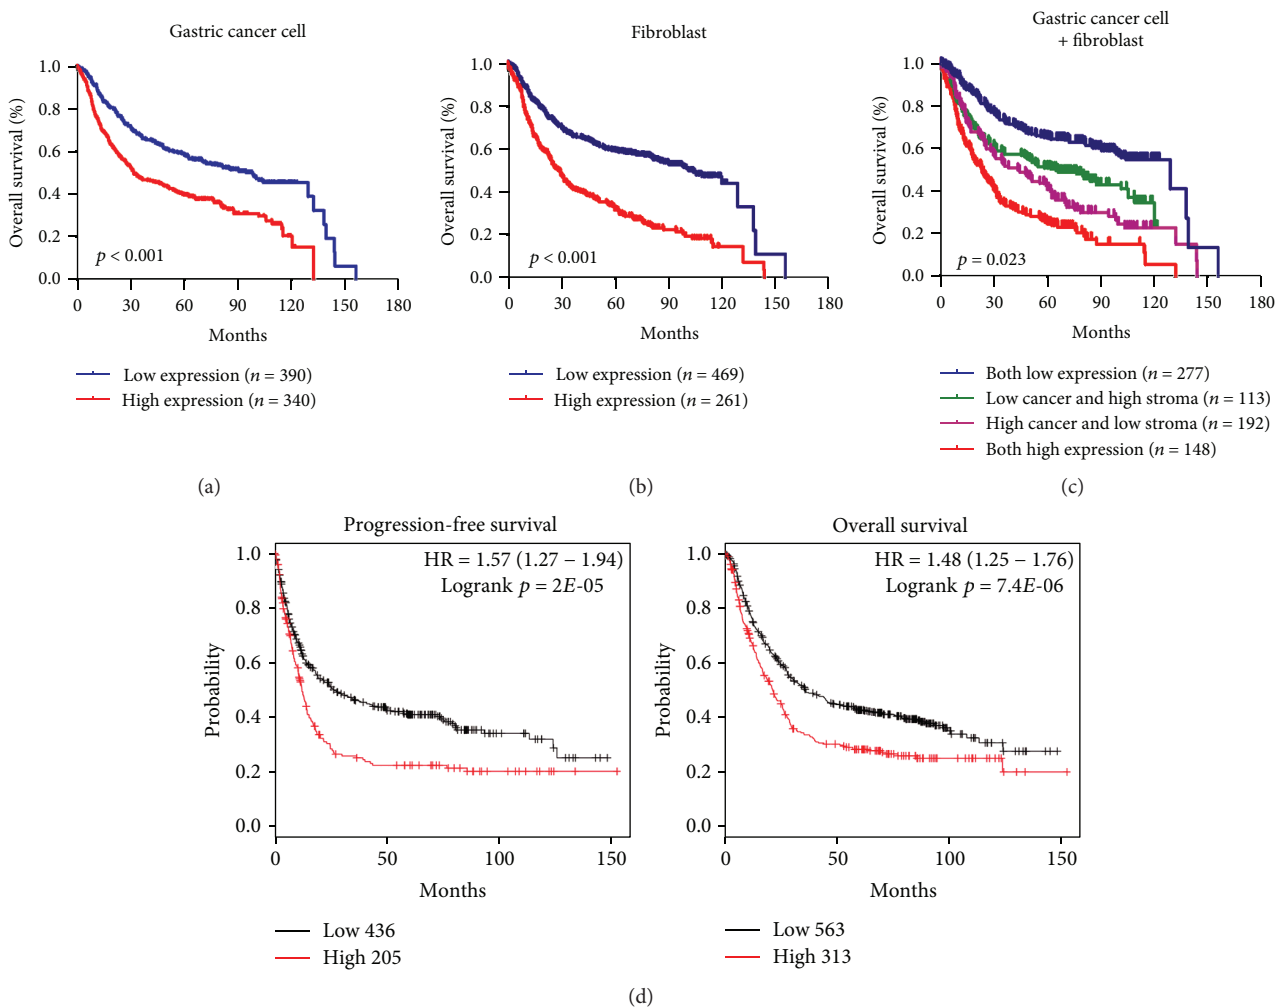 (a)
Gastric cancer cell
Overall survival (%)
1.0
0.8
0.6
0.4
0.2
0.0
p < 0.001
0 30 60 90 120 150 180
Months
Low expression (n = 390)
High expression (n = 340)
(a)
(b)
Fibroblast
Overall survival (%)
1.0
0.8
0.6
0.4
0.2
0.0
p < 0.001
0 30 60 90 120 150 180
Months
Low expression (n = 469)
High expression (n = 261)
(b)
(c)
Gastric cancer cell
+ fibroblast
Overall survival (%)
1.0
0.8
0.6
0.4
0.2
0.0
p = 0.023
0 30 60 90 120 150 180
Months
Both low expression (n = 277)
Low cancer and high stroma (n = 113)
High cancer and low stroma (n = 192)
Both high expression (n = 148)
(c)
Progression-free survival
HR = 1.57 (1.27 − 1.94)
Logrank p = 2E-05
Probability
1.0
0.8
0.6
0.4
0.2
0.0
0 50 100 150
Months
Low 436
High 205
Overall survival
HR = 1.48 (1.25 − 1.76)
Logrank p = 7.4E-06
Probability
1.0
0.8
0.6
0.4
0.2
0.0
0 50 100 150
Months
Low 563
High 313
(d)